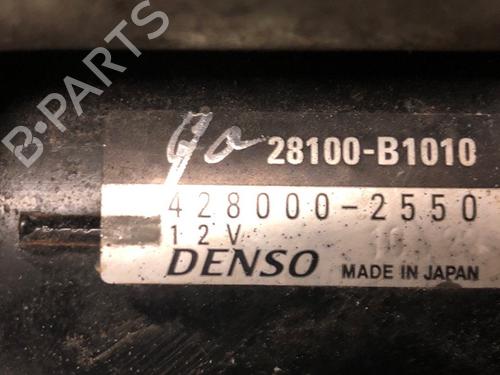 28100-B1010
428000-2550
12V
DENSO MADE IN JAPAN
B-PARTS